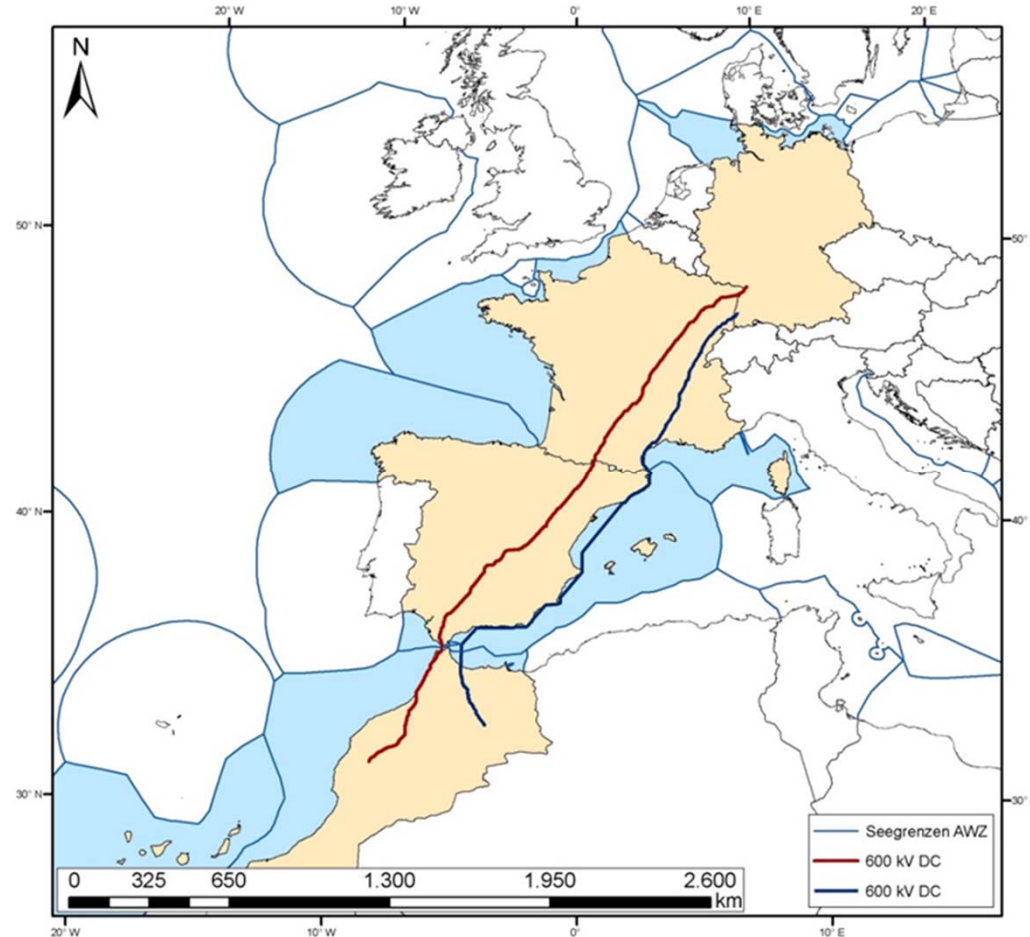 20° W 10° W 0° 10° E 20° E
N
50° N 50°
40° N 40°
30° N 30°
Seegrenzen AWZ
600 kV DC
600 kV DC
0 325 650 1.300 1.950 2.600
km
20° W 10° W 0° 10° E